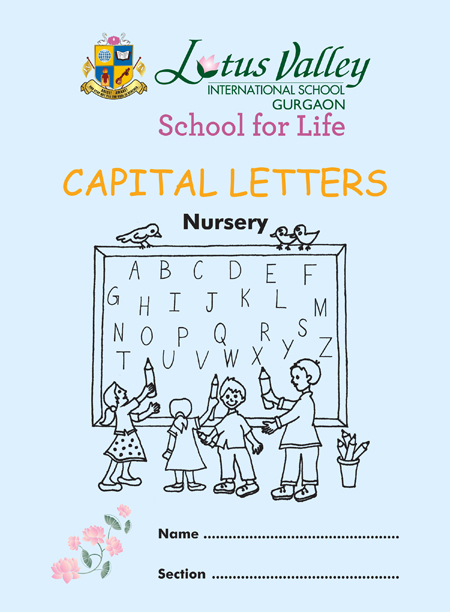 Lotus Valley
INTERNATIONAL SCHOOL
GURGAON
School for Life
CAPITAL LETTERS
Nursery
A B C D E F
G H I J K L M
N O P Q R S
T U V W X Y Z
Name ................................................
Section ..............................................